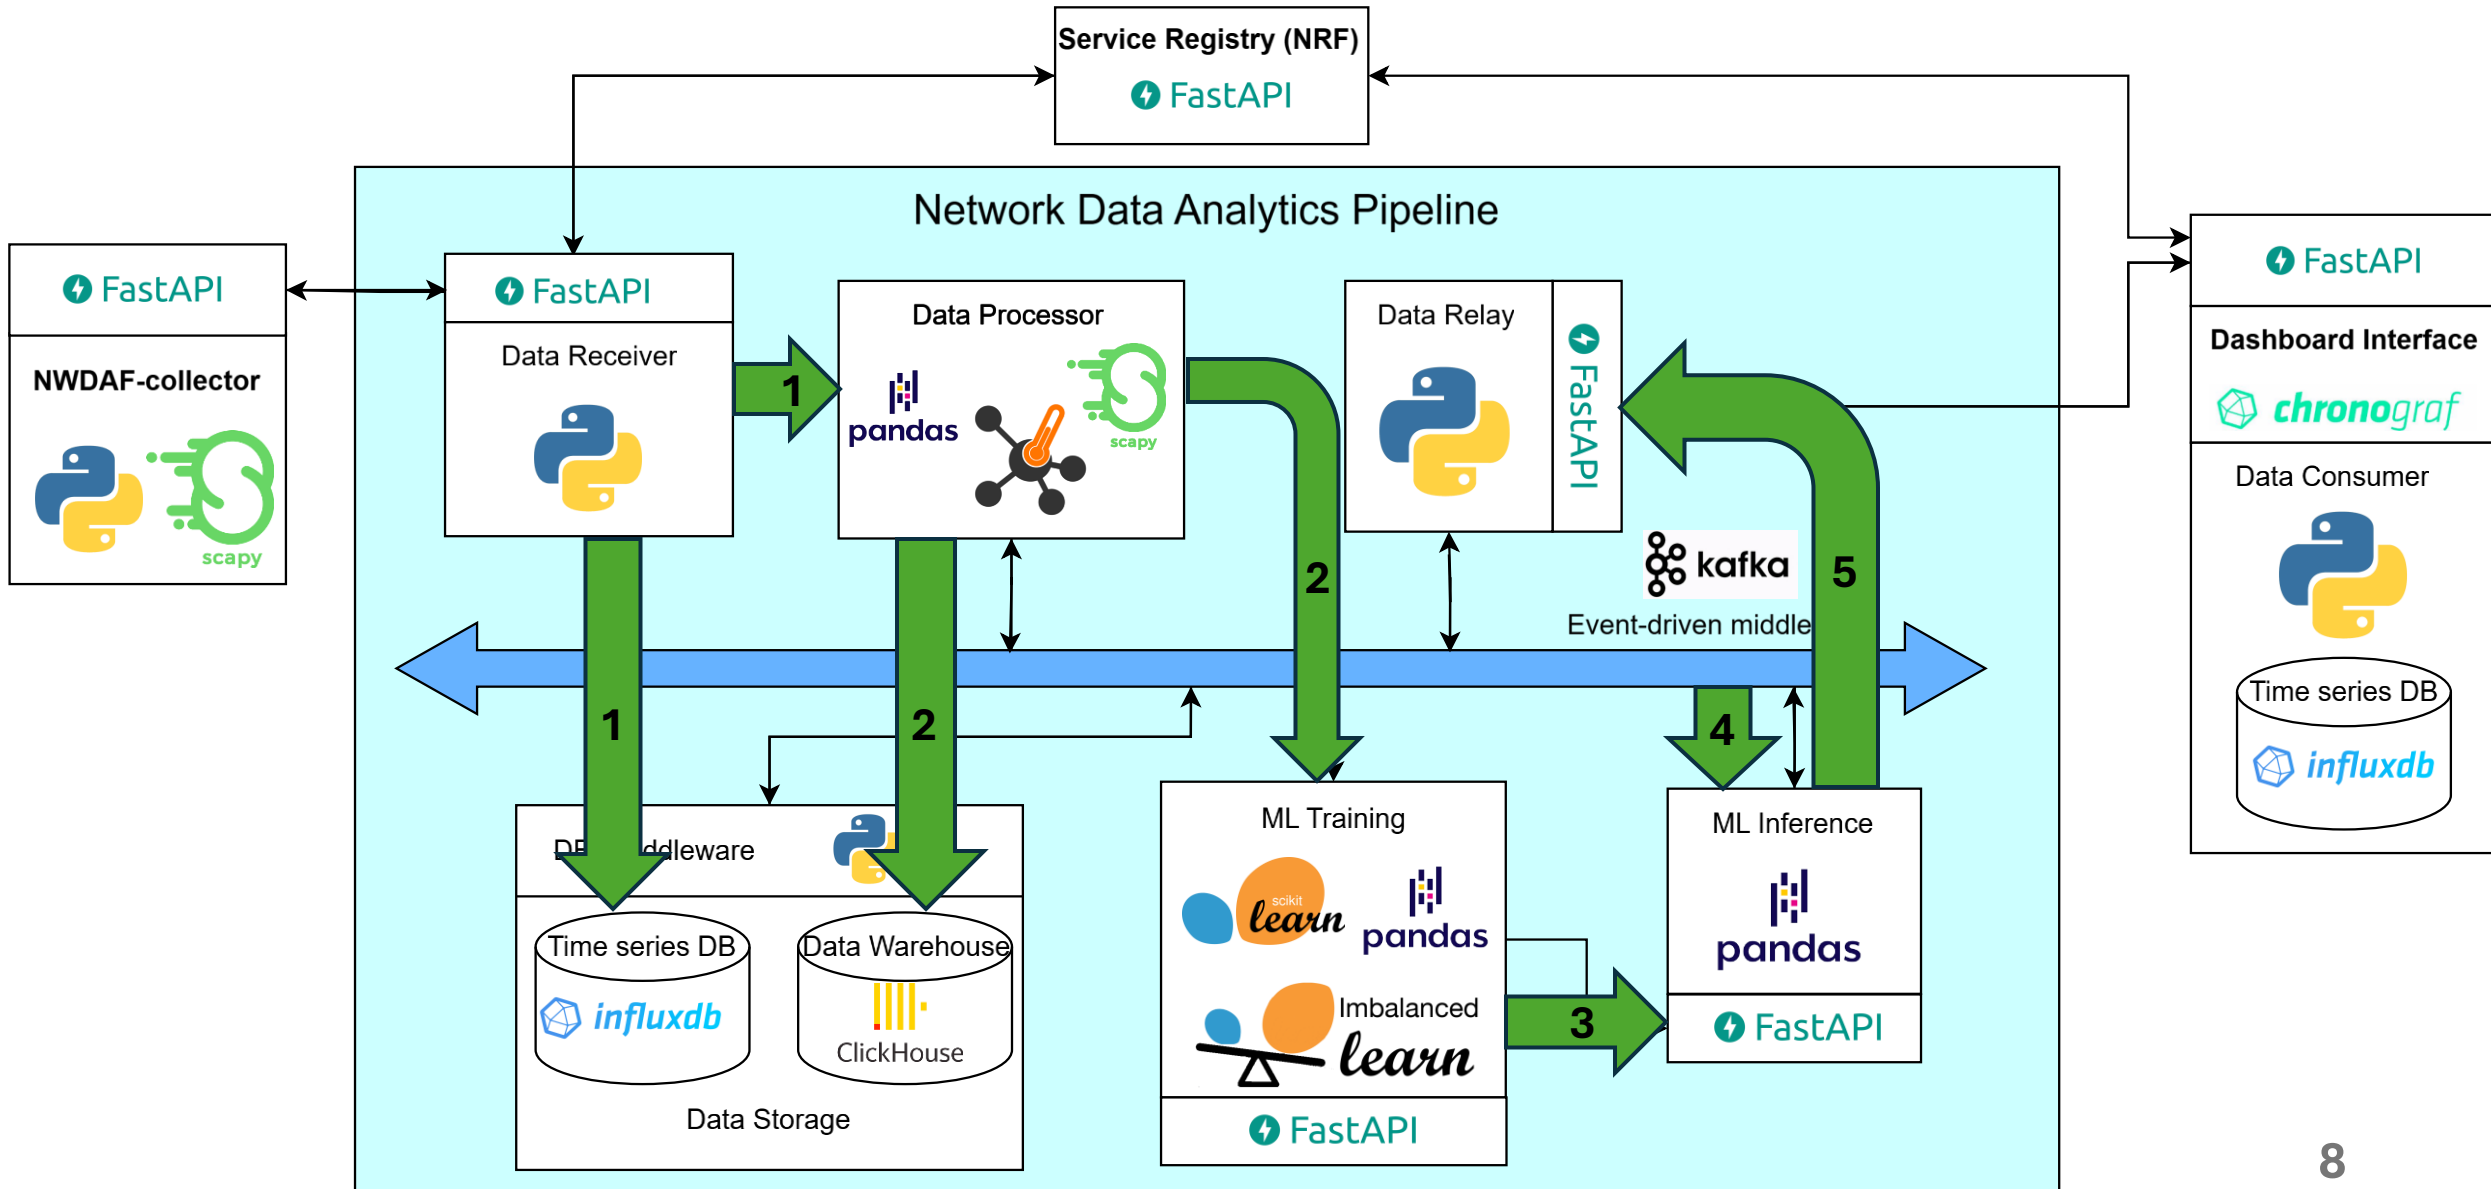 Service Registry (NRF)
FastAPI
Network Data Analytics Pipeline
FastAPI
NWDAF-collector
scapy
FastAPI
Data Receiver
1
Data Processor
pandas
scapy
2
Data Relay
FastAPI
kafka
Event-driven middle
5
FastAPI
Dashboard Interface
chronograf
Data Consumer
Time series DB
influxdb
1
2
4
ddleware
Time series DB
influxdb
Data Warehouse
ClickHouse
Data Storage
ML Training
scikit
learn
pandas
Imbalanced
learn
FastAPI
3
ML Inference
pandas
FastAPI
8